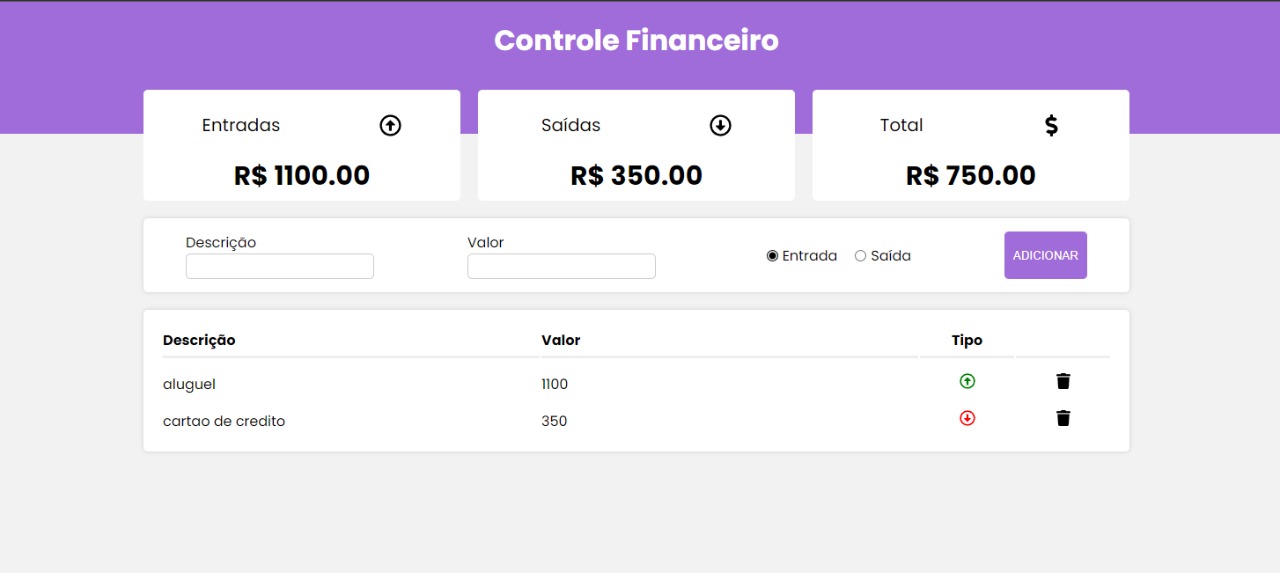 Controle Financeiro
Entradas
R$ 1100.00
Saídas
R$ 350.00
Total
R$ 750.00
Descrição
Valor
Entrada Saída
ADICIONAR
Descrição Valor Tipo
aluguel 1100
cartao de credito 350